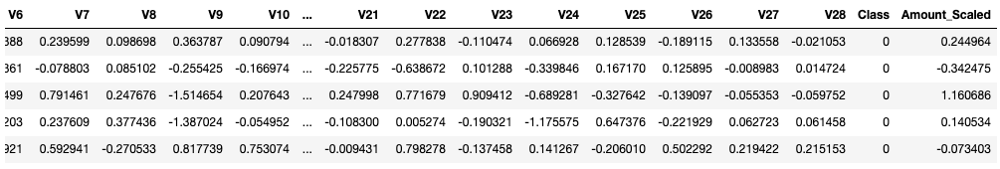 V6 V7 V8 V9 V10 ... V21 V22 V23 V24 V25 V26 V27 V28 Class Amount_Scaled
388 0.239599 0.098698 0.363787 0.090794 ... -0.018307 0.277838 -0.110474 0.066928 0.128539 -0.189115 0.133558 -0.021053 0 0.244964
361 -0.078803 0.085102 -0.255425 -0.166974 ... -0.225775 -0.638672 0.101288 -0.339846 0.167170 0.125895 -0.008983 0.014724 0 -0.342475
499 0.791461 0.247676 -1.514654 0.207643 ... 0.247998 0.771679 0.909412 -0.689281 -0.327642 -0.139097 -0.055353 -0.059752 0 1.160686
203 0.237609 0.377436 -1.387024 -0.054952 ... -0.108300 0.005274 -0.190321 -1.175575 0.647376 -0.221929 0.062723 0.061458 0 0.140534
921 0.592941 -0.270533 0.817739 0.753074 ... -0.009431 0.798278 -0.137458 0.141267 -0.206010 0.502292 0.219422 0.215153 0 -0.073403